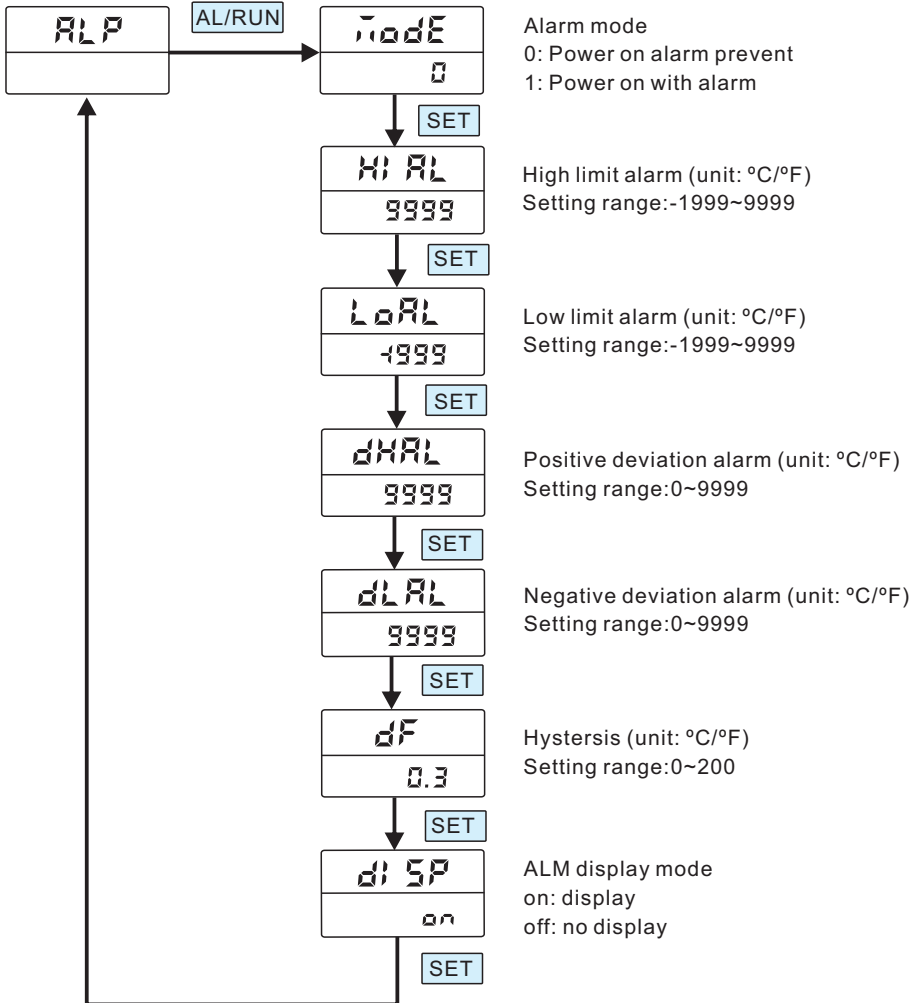 ALP
AL/RUN
modE
0
Alarm mode
0: Power on alarm prevent
1: Power on with alarm
SET
HI AL
9999
High limit alarm (unit: ºC/ºF)
Setting range:-1999~9999
SET
LoAL
-1999
Low limit alarm (unit: ºC/ºF)
Setting range:-1999~9999
SET
dHAL
9999
Positive deviation alarm (unit: ºC/ºF)
Setting range:0~9999
SET
dLAL
9999
Negative deviation alarm (unit: ºC/ºF)
Setting range:0~9999
SET
dF
0.3
Hystersis (unit: ºC/ºF)
Setting range:0~200
SET
dI SP
on
ALM display mode
on: display
off: no display
SET